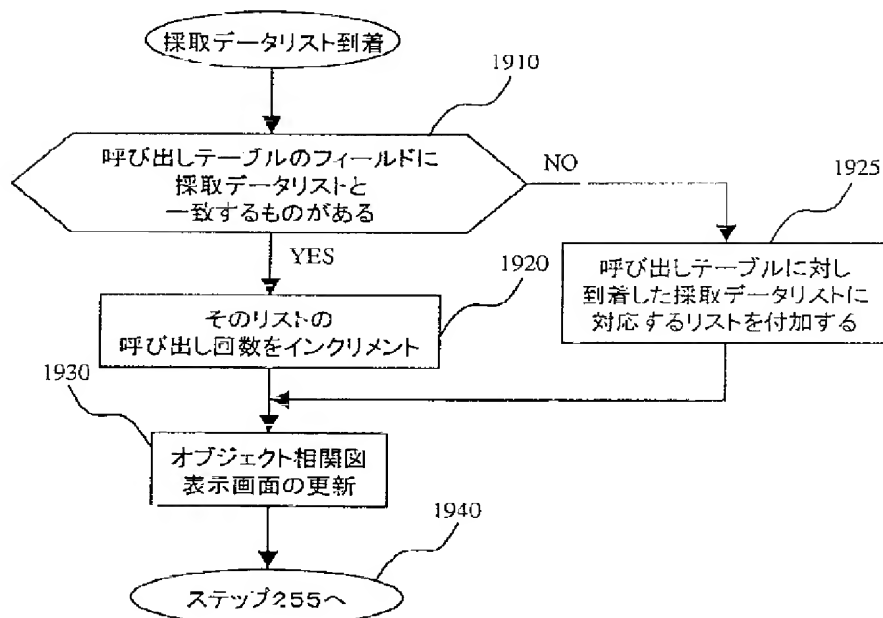 採取データリスト到着
1910
呼び出しテーブルのフィールドに
採取データリストと
一致するものがある
NO
1925
YES
1920
呼び出しテーブルに対し
到着した採取データリストに
対応するリストを付加する
そのリストの
呼び出し回数をインクリメント
1930
オブジェクト相関図
表示画面の更新
1940
ステップ255へ